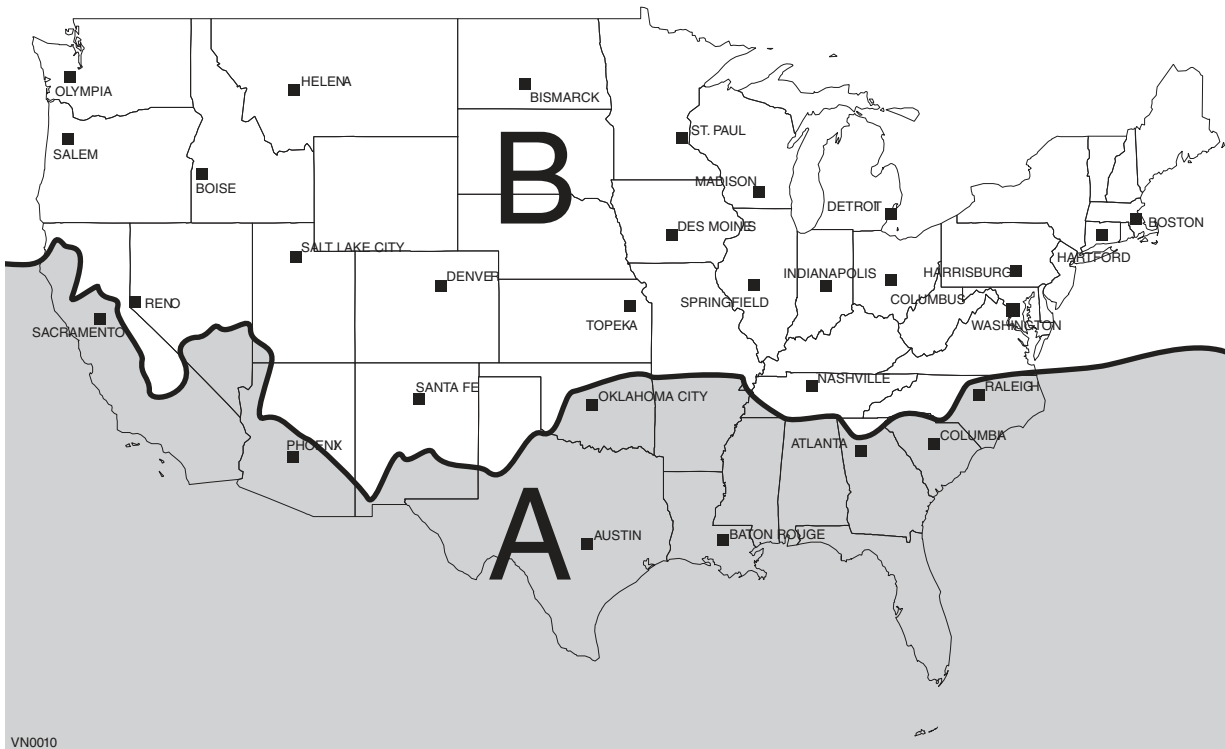 HELENA
OLYMPIA
BISMARCK
ST. PAUL
SALEM
BOISE
MADISON
DETROIT
DES MOINES
BOSTON
SALT LAKE CITY
HARTFORD
DENVER
INDIANAPOLIS
HARRISBURG
RENO
SPRINGFIELD
COLUMBUS
SACRAMENTO
TOPEKA
WASHINGTON
B
SANTA FE
NASHVILLE
RALEIGH
OKLAHOMA CITY
PHOENIX
ATLANTA
COLUMBIA
A
AUSTIN
BATON ROUGE
VN0010